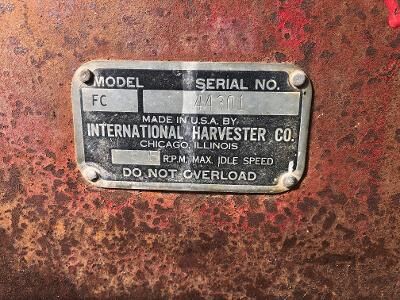 MODEL SERIAL NO.
FC 44301
MADE IN U.S.A. BY
INTERNATIONAL HARVESTER CO.
CHICAGO, ILLINOIS
R.P.M. MAX. IDLE SPEED
DO NOT OVERLOAD